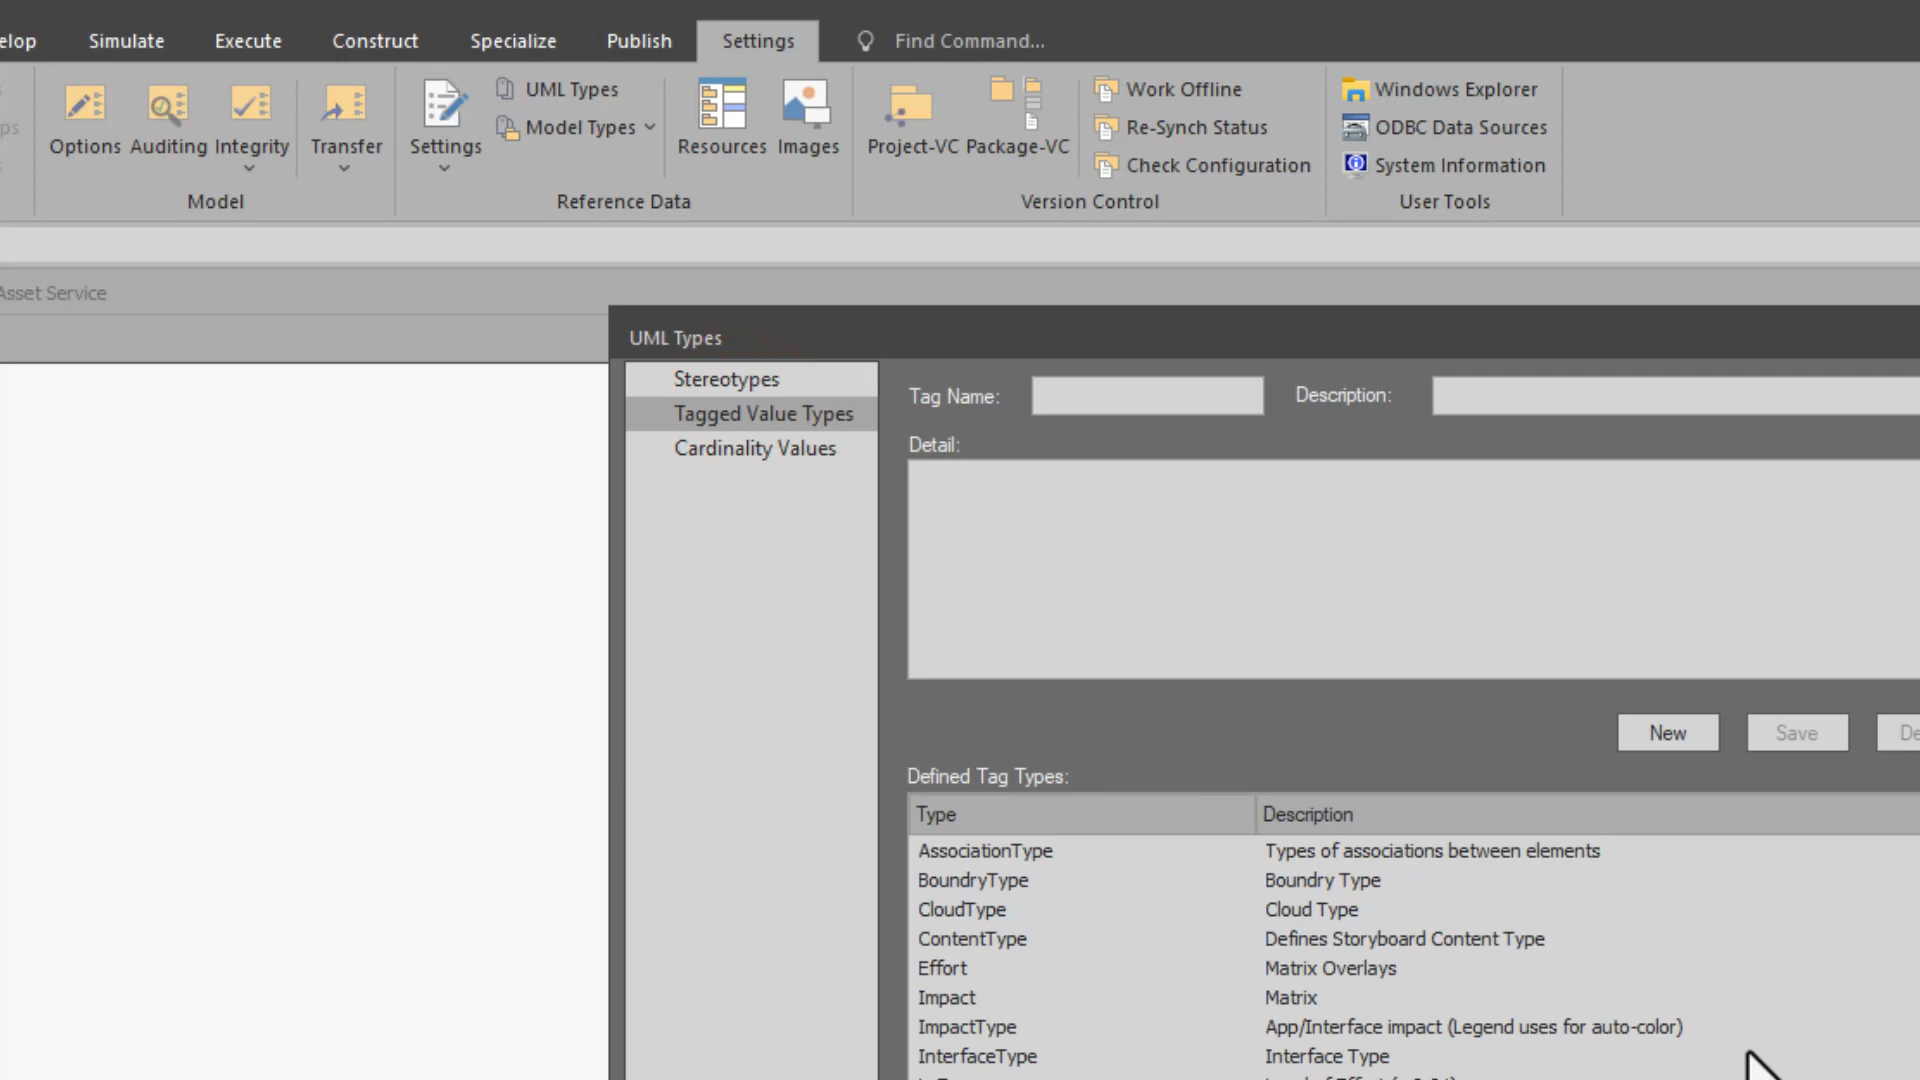 elop Simulate Execute Construct Specialize Publish Settings Find Command...
UML Types Work Offline Windows Explorer
ps Model Types Re-Synch Status ODBC Data Sources
Options Auditing Integrity Transfer Settings Resources Images Project-VC Package-VC
Check Configuration System Information
Model Reference Data Version Control User Tools
Asset Service
UML Types
Stereotypes
Tagged Value Types
Cardinality Values
Tag Name: Description:
Detail:
New Save De
Defined Tag Types:
Type Description
AssociationType Types of associations between elements
BoundryType Boundry Type
CloudType Cloud Type
ContentType Defines Storyboard Content Type
Effort Matrix Overlays
Impact Matrix
ImpactType App/Interface impact (Legend uses for auto-color)
InterfaceType Interface Type